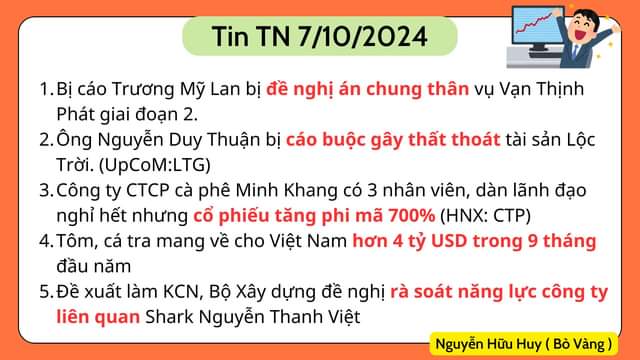 Tin TN 7/10/2024
1. Bị cáo Trương Mỹ Lan bị đề nghị án chung thân vụ Vạn Thịnh
Phát giai đoạn 2.
2. Ông Nguyễn Duy Thuận bị cáo buộc gây thất thoát tài sản Lộc
Trời. (UpCoM:LTG)
3. Công ty CTCP cà phê Minh Khang có 3 nhân viên, dàn lãnh đạo
nghỉ hết nhưng cổ phiếu tăng phi mã 700% (HNX: CTP)
4. Tôm, cá tra mang về cho Việt Nam hơn 4 tỷ USD trong 9 tháng
đầu năm
5. Đề xuất làm KCN, Bộ Xây dựng đề nghị rà soát năng lực công ty
liên quan Shark Nguyễn Thanh Việt
Nguyễn Hữu Huy ( Bò Vàng )